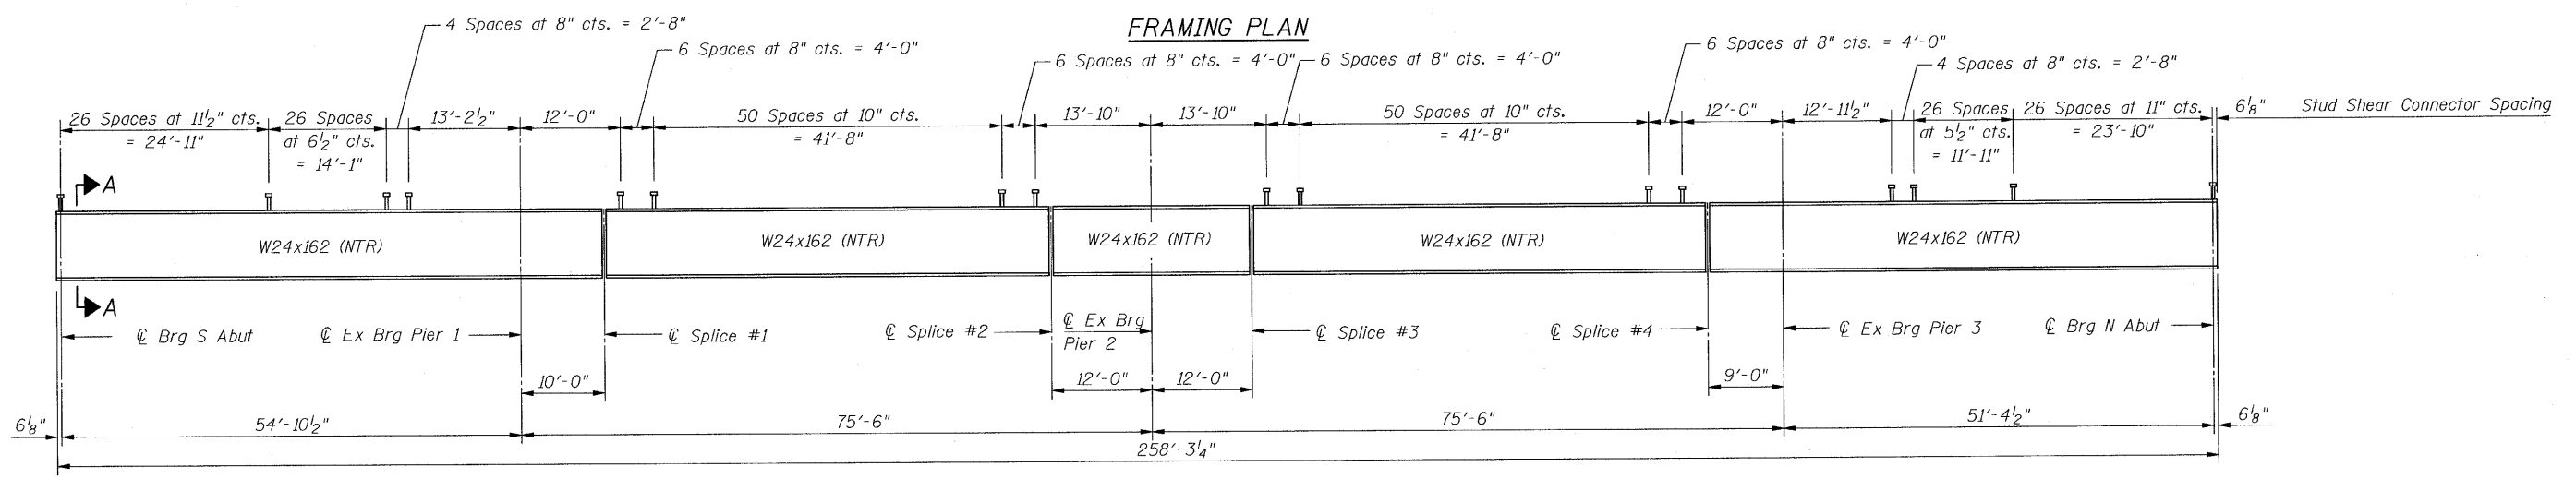 FRAMING PLAN
4 Spaces at 8" cts. = 2'-8"
6 Spaces at 8" cts. = 4'-0"
6 Spaces at 8" cts. = 4'-0"
6 Spaces at 8" cts. = 4'-0"
6 Spaces at 8" cts. = 4'-0"
4 Spaces at 8" cts. = 2'-8"
26 Spaces at 11½" cts.
= 24'-11"
26 Spaces
at 6½" cts.
= 14'-1"
13'-2½"
12'-0"
50 Spaces at 10" cts.
= 41'-8"
13'-10"
13'-10"
50 Spaces at 10" cts.
= 41'-8"
12'-0"
12'-11½"
26 Spaces
at 5½" cts.
= 11'-11"
26 Spaces at 11" cts.
= 23'-10"
6⅛"
Stud Shear Connector Spacing
A
W24x162 (NTR)
W24x162 (NTR)
W24x162 (NTR)
W24x162 (NTR)
W24x162 (NTR)
A
℄ Brg S Abut
℄ Ex Brg Pier 1
℄ Splice #1
℄ Splice #2
℄ Ex Brg
Pier 2
℄ Splice #3
℄ Splice #4
℄ Ex Brg Pier 3
℄ Brg N Abut
10'-0"
12'-0"
12'-0"
9'-0"
6⅛"
54'-10½"
75'-6"
75'-6"
51'-4½"
6⅛"
258'-3¼"